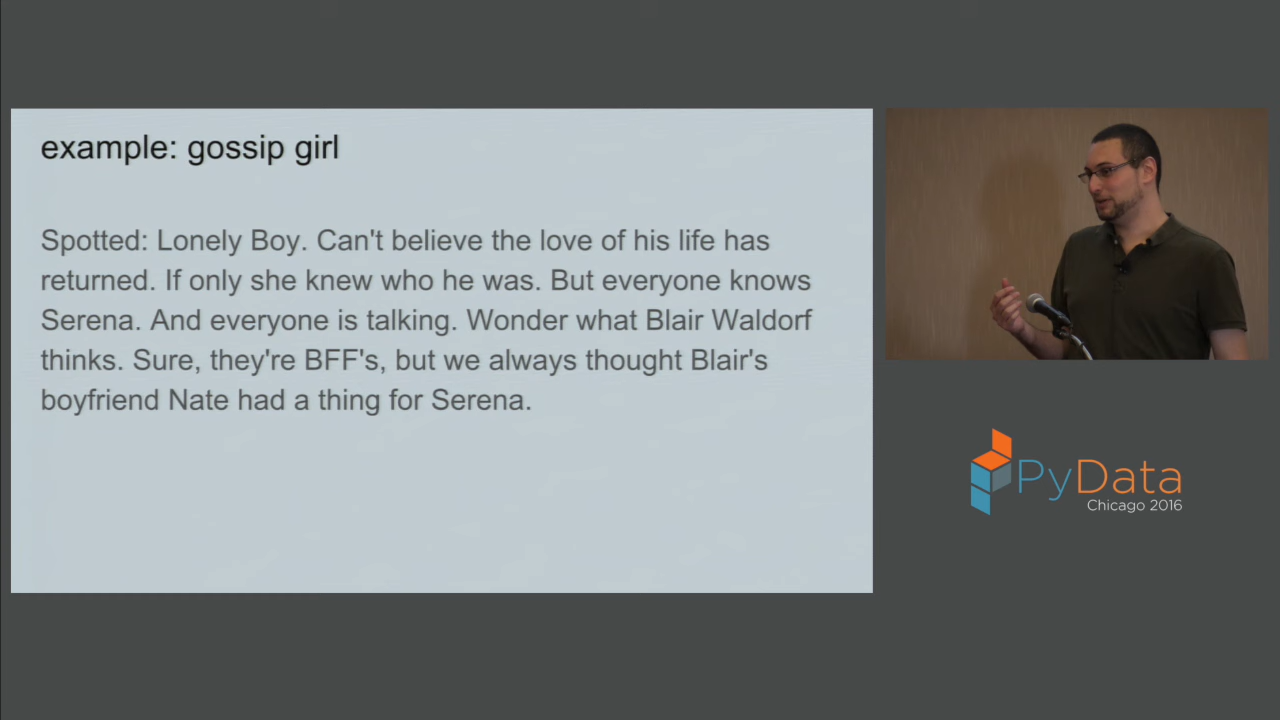 example: gossip girl
Spotted: Lonely Boy. Can't believe the love of his life has
returned. If only she knew who he was. But everyone knows
Serena. And everyone is talking. Wonder what Blair Waldorf
thinks. Sure, they're BFF's, but we always thought Blair's
boyfriend Nate had a thing for Serena.
PyData
Chicago 2016